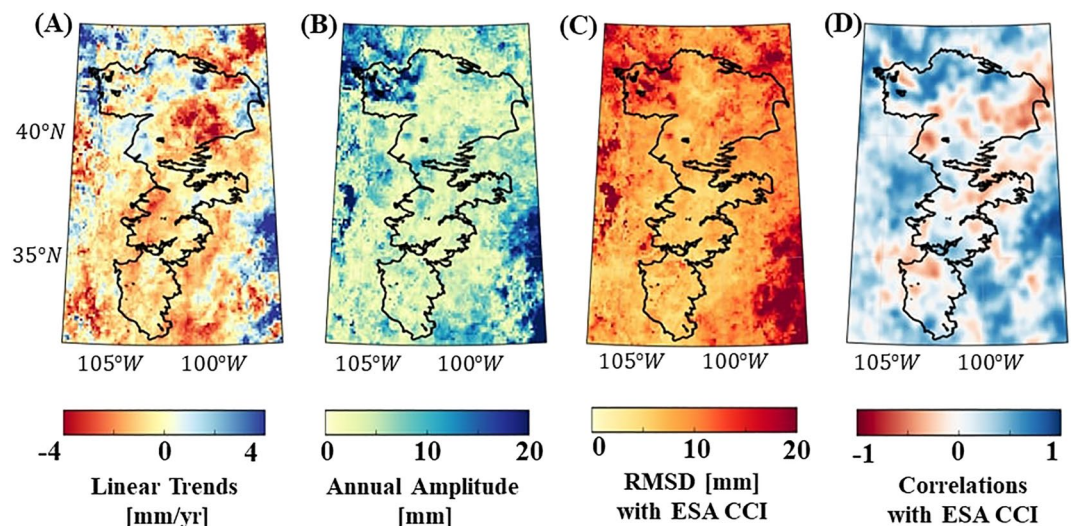 (A) (B) (C) (D)
40°N
35°N
105°W 100°W 105°W 100°W 105°W 100°W 105°W 100°W
-4 0 4 0 10 20 0 10 20 -1 0 1
Linear Trends
[mm/yr]
Annual Amplitude
[mm]
RMSD [mm]
with ESA CCI
Correlations
with ESA CCI